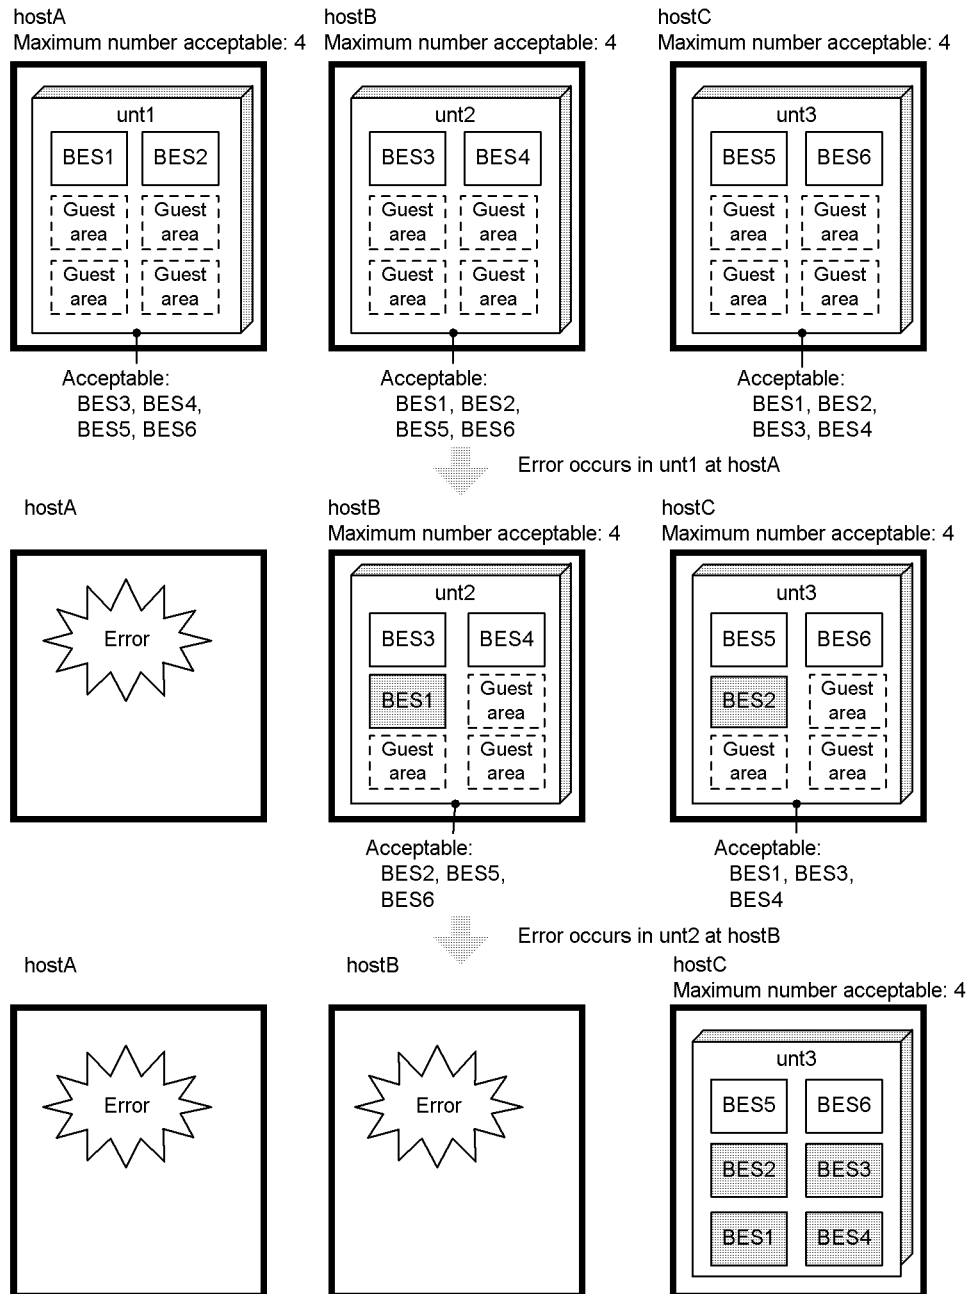 hostA
Maximum number acceptable: 4
hostB
Maximum number acceptable: 4
hostC
Maximum number acceptable: 4
unt1
BES1 BES2
Guest area
Guest area
Guest area
Guest area
Acceptable:
BES3, BES4,
BES5, BES6
unt2
BES3 BES4
Guest area
Guest area
Guest area
Guest area
Acceptable:
BES1, BES2,
BES5, BES6
unt3
BES5 BES6
Guest area
Guest area
Guest area
Guest area
Acceptable:
BES1, BES2,
BES3, BES4
Error occurs in unt1 at hostA
hostA
Error
hostB
Maximum number acceptable: 4
unt2
BES3 BES4
BES1
Guest area
Guest area
Guest area
Acceptable:
BES2, BES5,
BES6
hostC
Maximum number acceptable: 4
unt3
BES5 BES6
BES2
Guest area
Guest area
Guest area
Acceptable:
BES1, BES3,
BES4
Error occurs in unt2 at hostB
hostA
Error
hostB
Error
hostC
Maximum number acceptable: 4
unt3
BES5 BES6
BES2 BES3
BES1 BES4